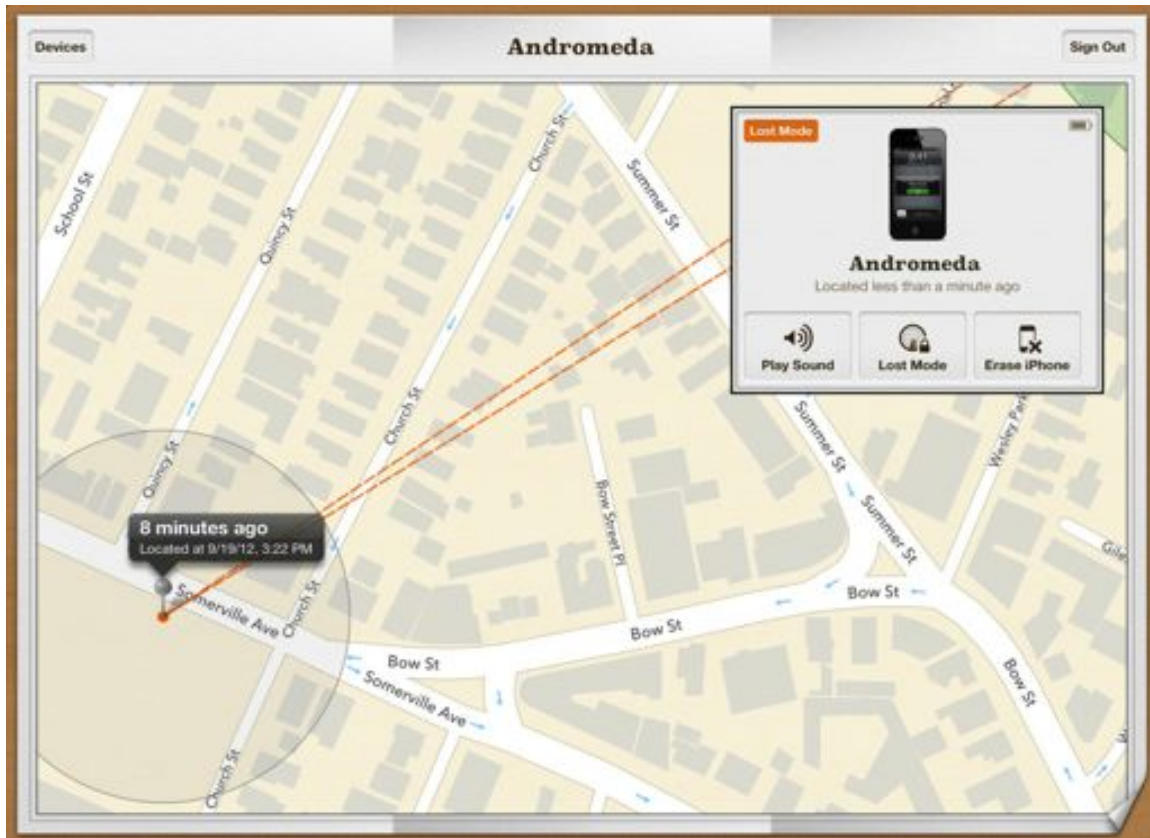 Devices
Andromeda
Sign Out
Lost Mode
Andromeda
Located less than a minute ago
Play Sound
Lost Mode
Erase iPhone
School St
Quincy St
Church St
Summer St
Church St
Quincy St
Summer St
Wesley Park
Bow Street Pl
Summer St
8 minutes ago
Located at 9/19/12, 3:22 PM
Somerville Ave
Church St
Bow St
Bow St
Bow St
Bow St
Somerville Ave
Church St